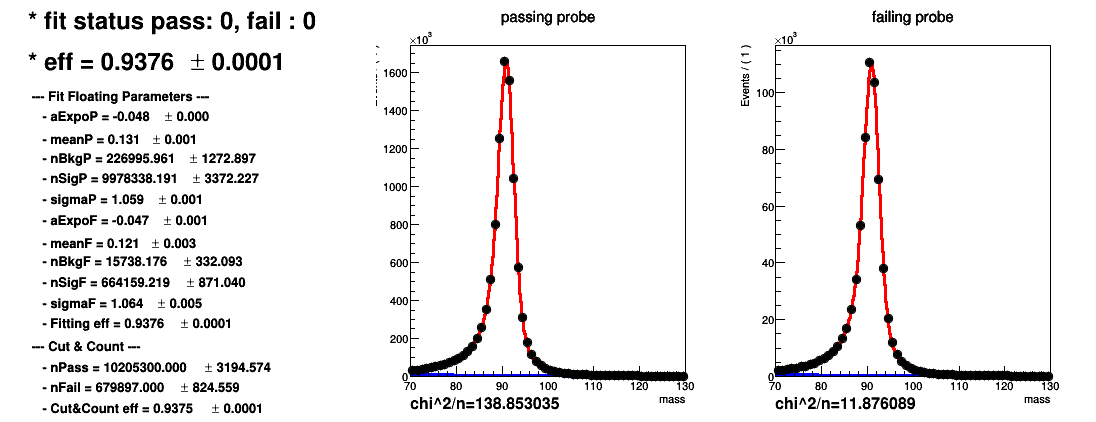 * fit status pass: 0, fail : 0
* eff = 0.9376 ± 0.0001
--- Fit Floating Parameters ---
- aExpoP = -0.048 ± 0.000
- meanP = 0.131 ± 0.001
- nBkgP = 226995.961 ± 1272.897
- nSigP = 9978338.191 ± 3372.227
- sigmaP = 1.059 ± 0.001
- aExpoF = -0.047 ± 0.001
- meanF = 0.121 ± 0.003
- nBkgF = 15738.176 ± 332.093
- nSigF = 664159.219 ± 871.040
- sigmaF = 1.064 ± 0.005
- Fitting eff = 0.9376 ± 0.0001
--- Cut & Count ---
- nPass = 10205300.000 ± 3194.574
- nFail = 679897.000 ± 824.559
- Cut&Count eff = 0.9375 ± 0.0001
passing probe
×10³
1600
1400
1200
1000
800
600
400
200
0
70 80 90 100 110 120 130
mass
chi^2/n=138.853035
failing probe
×10³
Events / ( 1 )
100
80
60
40
20
0
70 80 90 100 110 120 130
mass
chi^2/n=11.876089